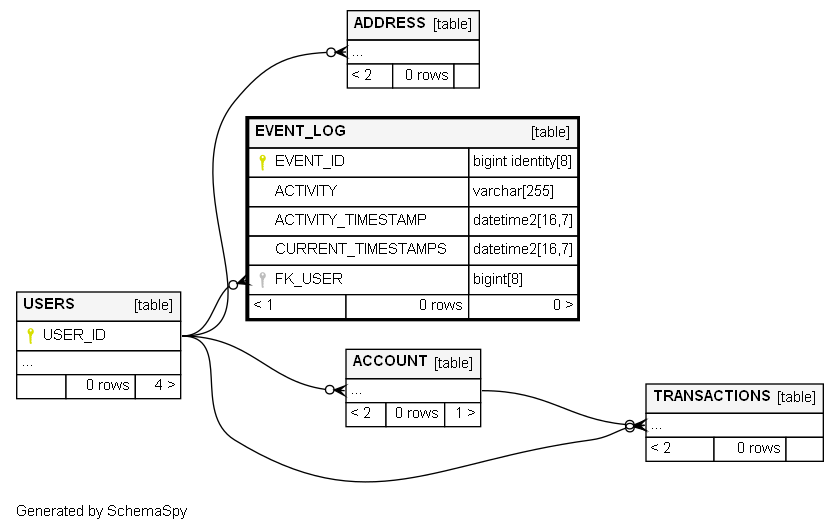 ADDRESS [table]
...
< 2 0 rows
EVENT_LOG [table]
EVENT_ID bigint identity[8]
ACTIVITY varchar[255]
ACTIVITY_TIMESTAMP datetime2[16,7]
CURRENT_TIMESTAMPS datetime2[16,7]
FK_USER bigint[8]
< 1 0 rows 0 >
USERS [table]
USER_ID
...
0 rows 4 >
ACCOUNT [table]
...
< 2 0 rows 1 >
TRANSACTIONS [table]
...
< 2 0 rows
Generated by SchemaSpy